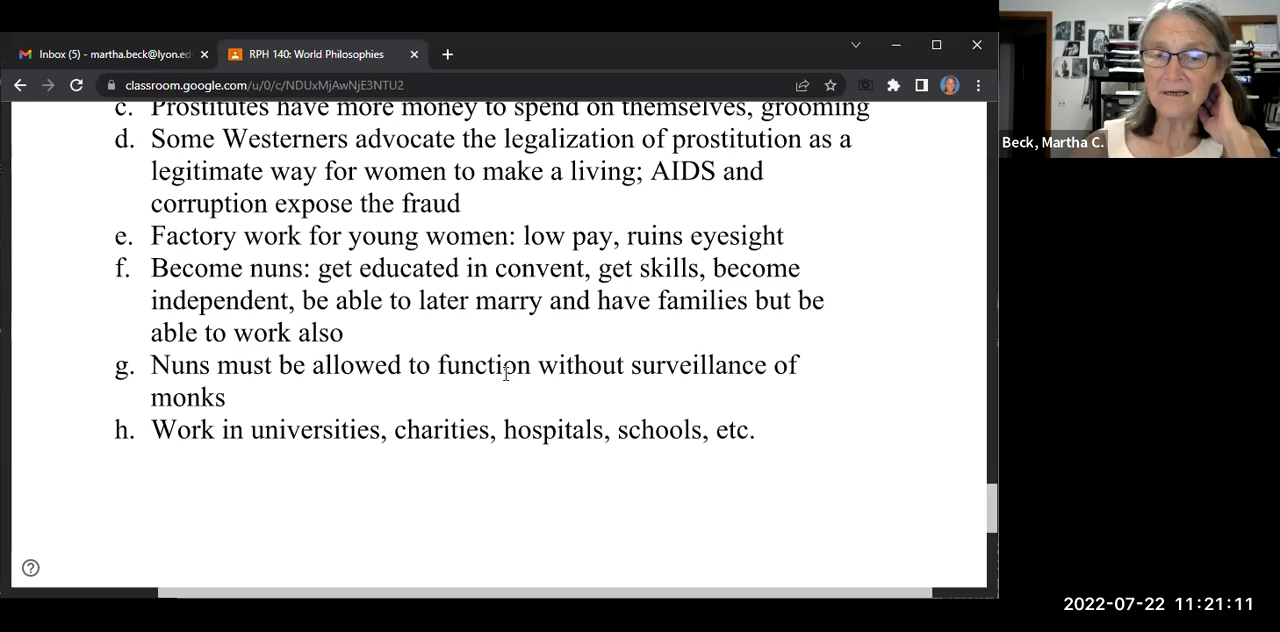 Inbox (5) - martha.beck@lyon.ed
RPH 140: World Philosophies
classroom.google.com/u/0/c/NDUxMjAwNjE3NTU2
c. Prostitutes have more money to spend on themselves, grooming
d. Some Westerners advocate the legalization of prostitution as a
legitimate way for women to make a living; AIDS and
corruption expose the fraud
e. Factory work for young women: low pay, ruins eyesight
f. Become nuns: get educated in convent, get skills, become
independent, be able to later marry and have families but be
able to work also
g. Nuns must be allowed to function without surveillance of
monks
h. Work in universities, charities, hospitals, schools, etc.
Beck, Martha C.
2022-07-22 11:21:11